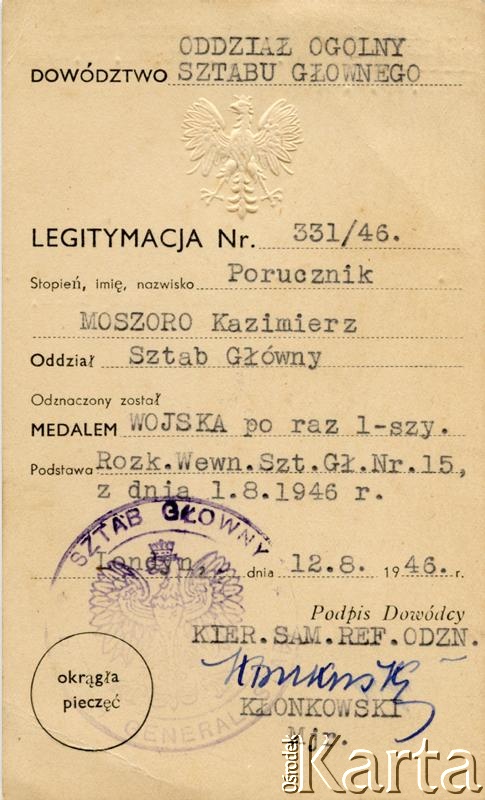 ODDZIAŁ OGOLNY
DOWÓDZTWO SZTABU GŁOWNEGO
LEGITYMACJA Nr. 331/46.
Stopień, imię, nazwisko Porucznik
MOSZORO Kazimierz
Oddział Sztab Główny
Odznaczony został
MEDALEM WOJSKA po raz 1-szy.
Podstawa Rozk.Wewn.Szt.Gł.Nr.15,
z dnia 1.8.1946 r.
SZTAB GŁOWNY
Londyn, dnia 12.8. 1946. r.
Podpis Dowódcy
KIER.SAM.REF.ODZN.
okrągła
pieczęć
KŁONKOWSKI
Mjr.
Ośrodek
Karta